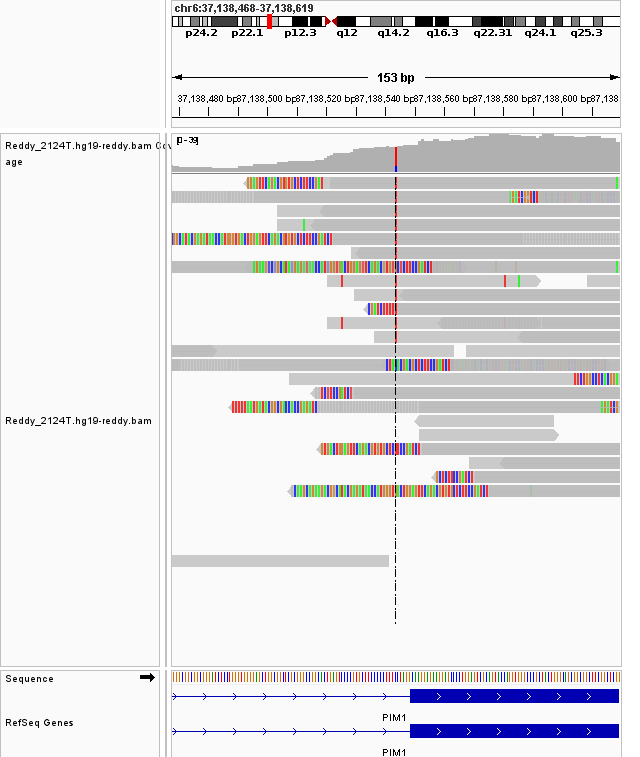 chr6:37,138,468-37,138,619
p24.2 p22.1 p12.3 q12 q14.2 q16.3 q22.31 q24.1 q25.3
153 bp
37,138,480 bp 37,138,500 bp 37,138,520 bp 37,138,540 bp 37,138,560 bp 37,138,580 bp 37,138,600 bp 37,138
Reddy_2124T.hg19-reddy.bam Cov
age
[0-39]
Reddy_2124T.hg19-reddy.bam
Sequence
PIM1
RefSeq Genes
PIM1